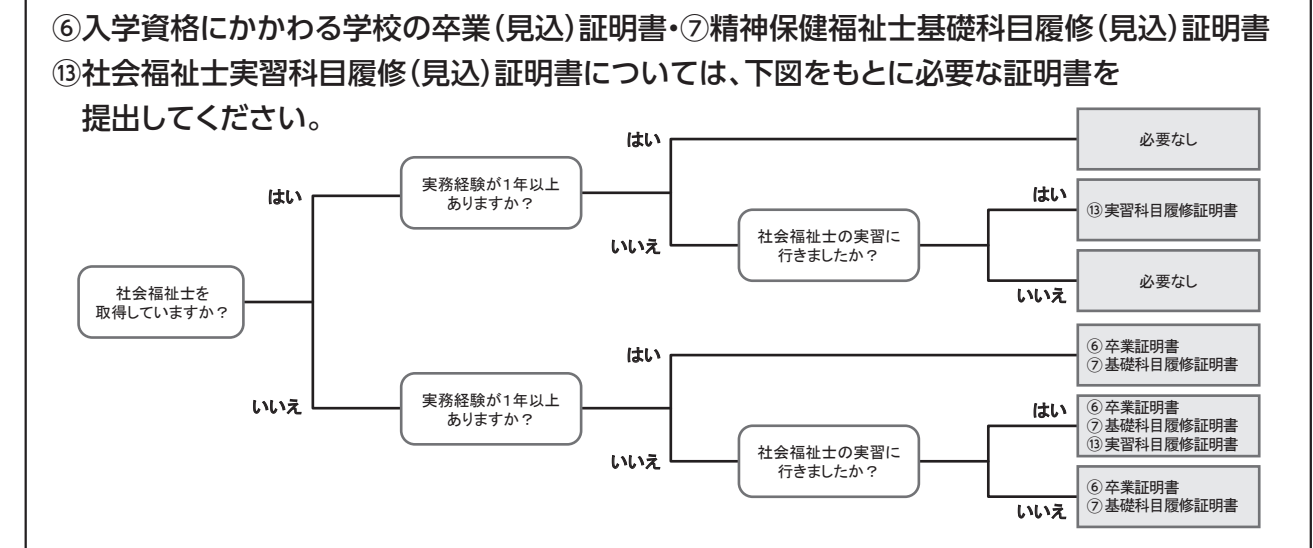 ⑥入学資格にかかわる学校の卒業(見込)証明書・⑦精神保健福祉士基礎科目履修(見込)証明書
⑬社会福祉士実習科目履修(見込)証明書については、下図をもとに必要な証明書を
提出してください。
社会福祉士を
取得していますか？
はい
実務経験が1年以上
ありますか？
はい
必要なし
いいえ
社会福祉士の実習に
行きましたか？
はい
⑬実習科目履修証明書
いいえ
必要なし
いいえ
実務経験が1年以上
ありますか？
はい
⑥卒業証明書
⑦基礎科目履修証明書
いいえ
社会福祉士の実習に
行きましたか？
はい
⑥卒業証明書
⑦基礎科目履修証明書
⑬実習科目履修証明書
いいえ
⑥卒業証明書
⑦基礎科目履修証明書